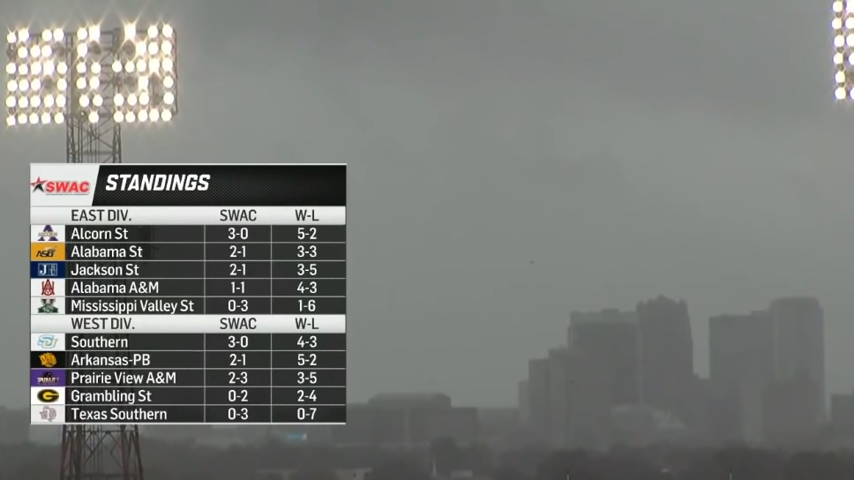 SWAC STANDINGS
EAST DIV. SWAC W-L
Alcorn St 3-0 5-2
Alabama St 2-1 3-3
Jackson St 2-1 3-5
Alabama A&M 1-1 4-3
Mississippi Valley St 0-3 1-6
WEST DIV. SWAC W-L
Southern 3-0 4-3
Arkansas-PB 2-1 5-2
Prairie View A&M 2-3 3-5
Grambling St 0-2 2-4
Texas Southern 0-3 0-7